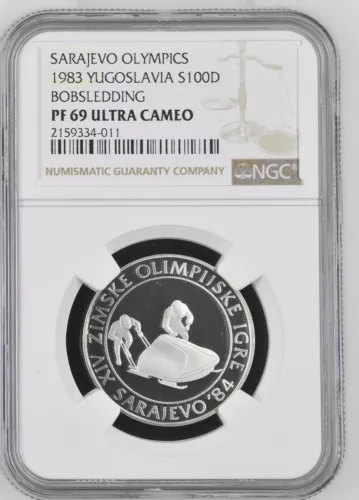 SARAJEVO OLYMPICS
1983 YUGOSLAVIA S100D
BOBSLEDDING
PF 69 ULTRA CAMEO
2159334-011
NUMISMATIC GUARANTY COMPANY
NGC
XIV ZIMSKE OLIMPIJSKE IGRE
SARAJEVO '84